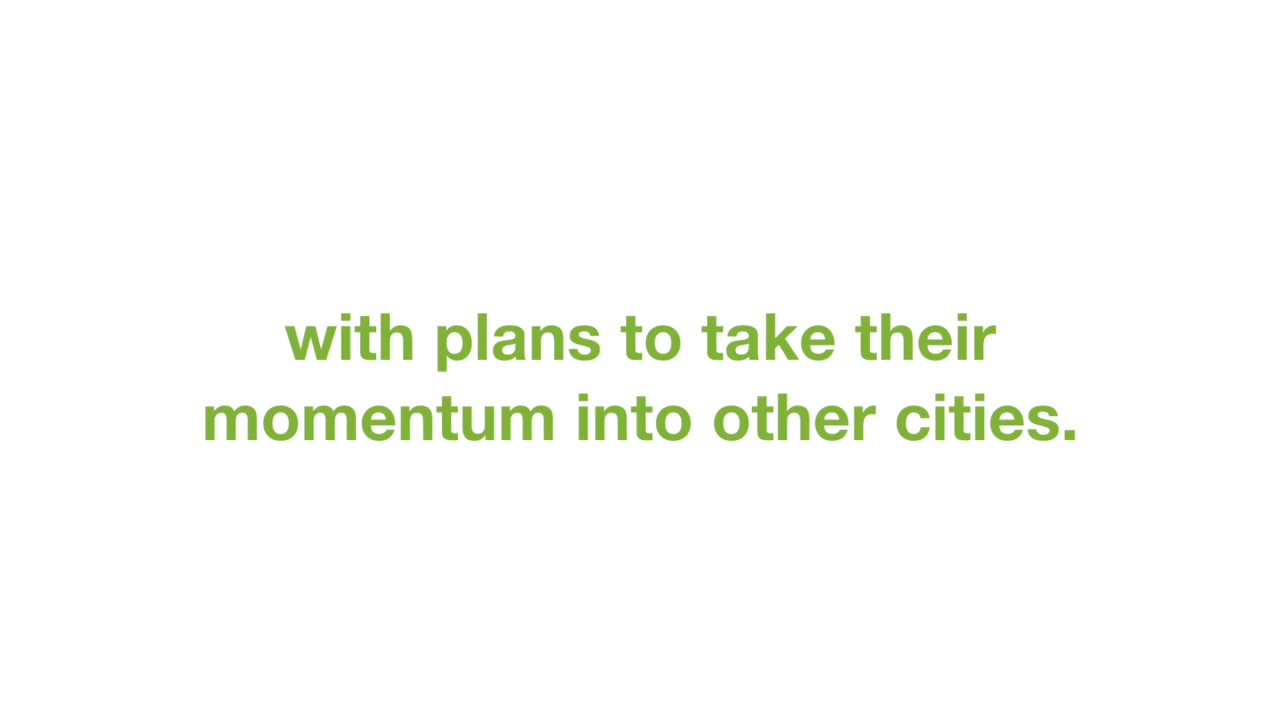 with plans to take their
momentum into other cities.